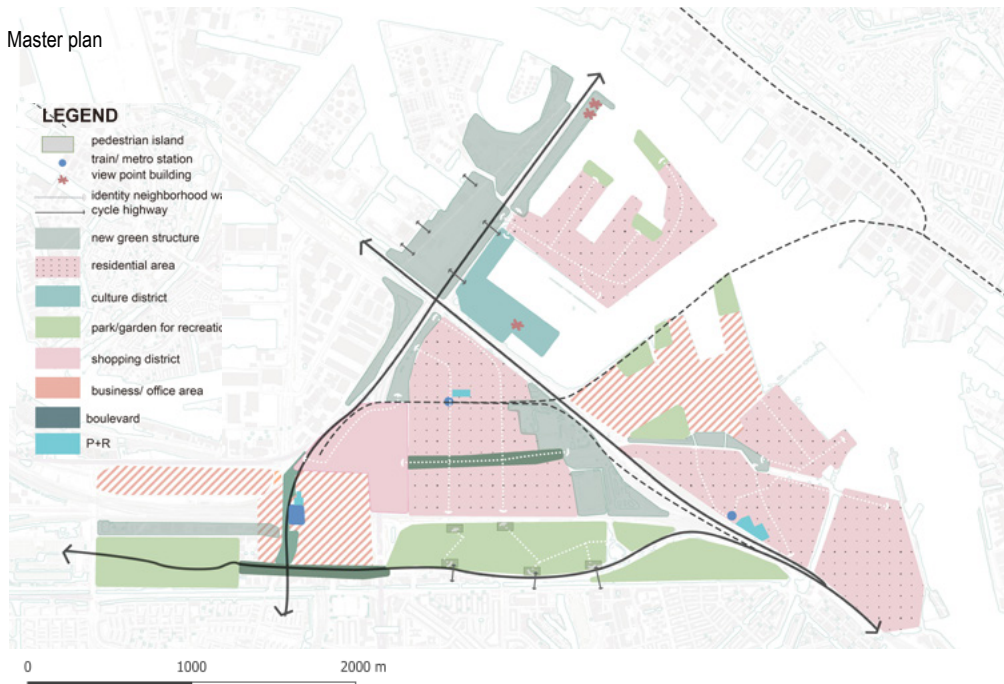 Master plan
LEGEND
pedestrian island
train/ metro station
view point building
identity neighborhood wa
cycle highway
new green structure
residential area
culture district
park/garden for recreatic
shopping district
business/ office area
boulevard
P+R
0 1000 2000 m